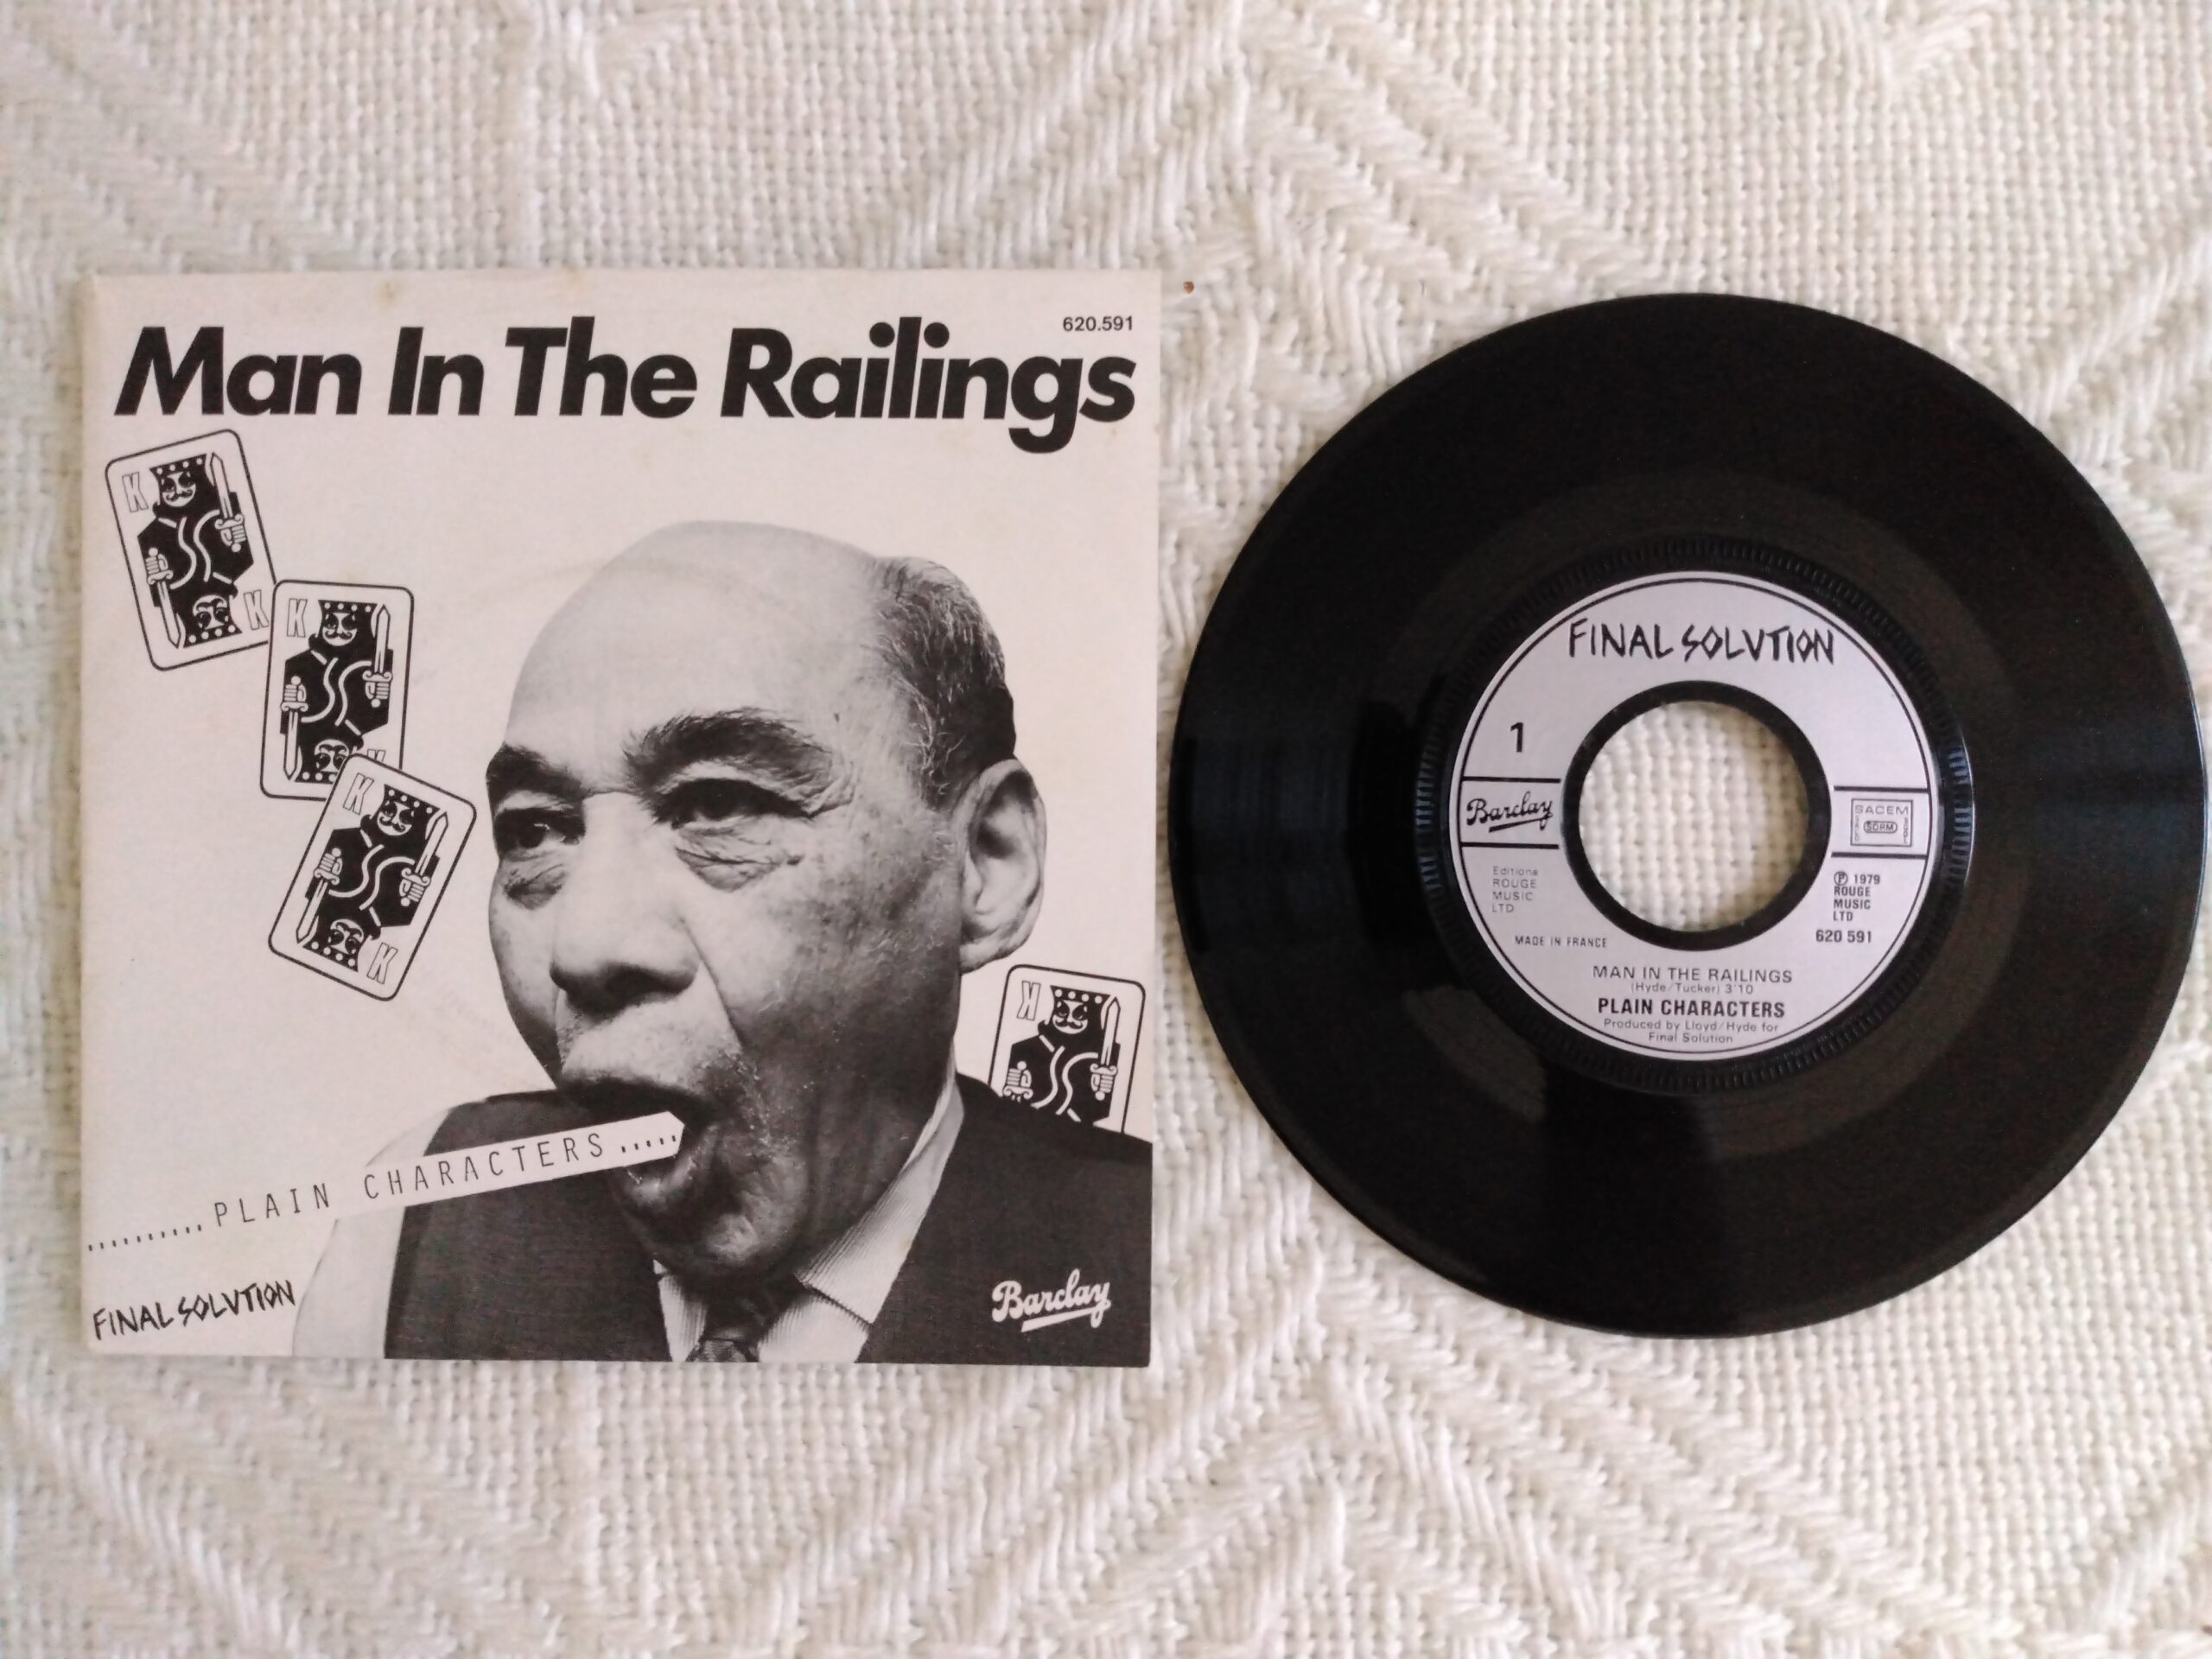 620.591
Man In The Railings
K
K
K
K
K
K
K
..........PLAIN CHARACTERS.....
FINAL SOLUTION
Barclay
FINAL SOLUTION
1
Barclay
SACEM
SDRM
Editions
ROUGE
MUSIC
LTD
Ⓟ 1979
ROUGE
MUSIC
LTD
MADE IN FRANCE
620 591
MAN IN THE RAILINGS
(Hyde/Tucker) 3'10
PLAIN CHARACTERS
Produced by Lloyd/Hyde for
Final Solution